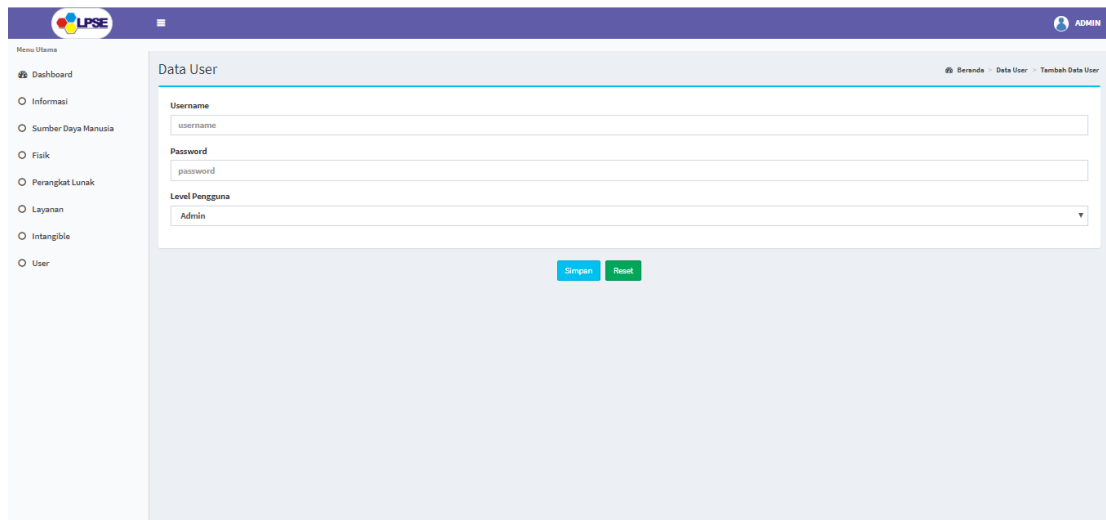 LPSE
ADMIN
Menu Utama
Dashboard
Informasi
Sumber Daya Manusia
Fisik
Perangkat Lunak
Layanan
Intangible
User
Data User
Beranda > Data User > Tambah Data User
Username
username
Password
password
Level Pengguna
Admin
Simpan Reset